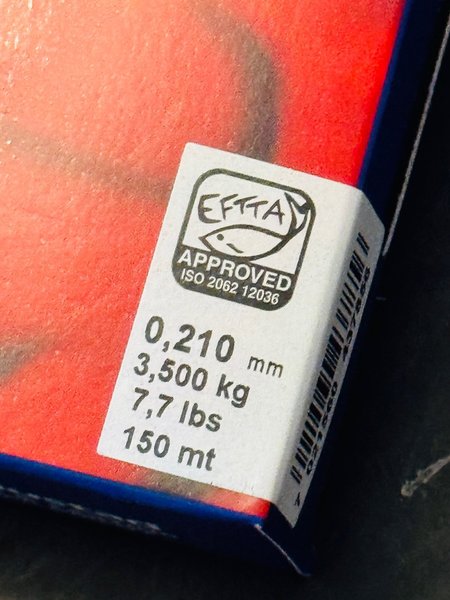 EFTTA
APPROVED
ISO 2062 12036
0,210 mm
3,500 kg
7,7 lbs
150 mt